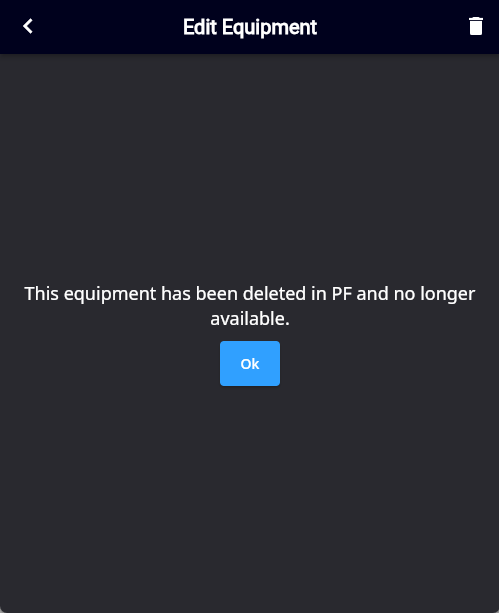 Edit Equipment
This equipment has been deleted in PF and no longer
available.
Ok